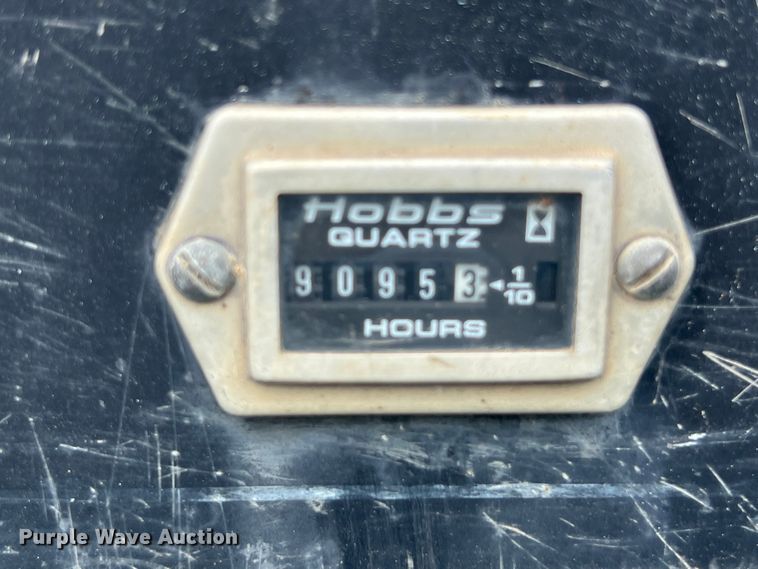 Hobbs
QUARTZ
9 0 9 5 3 ◄ 1/10
HOURS
Purple Wave Auction